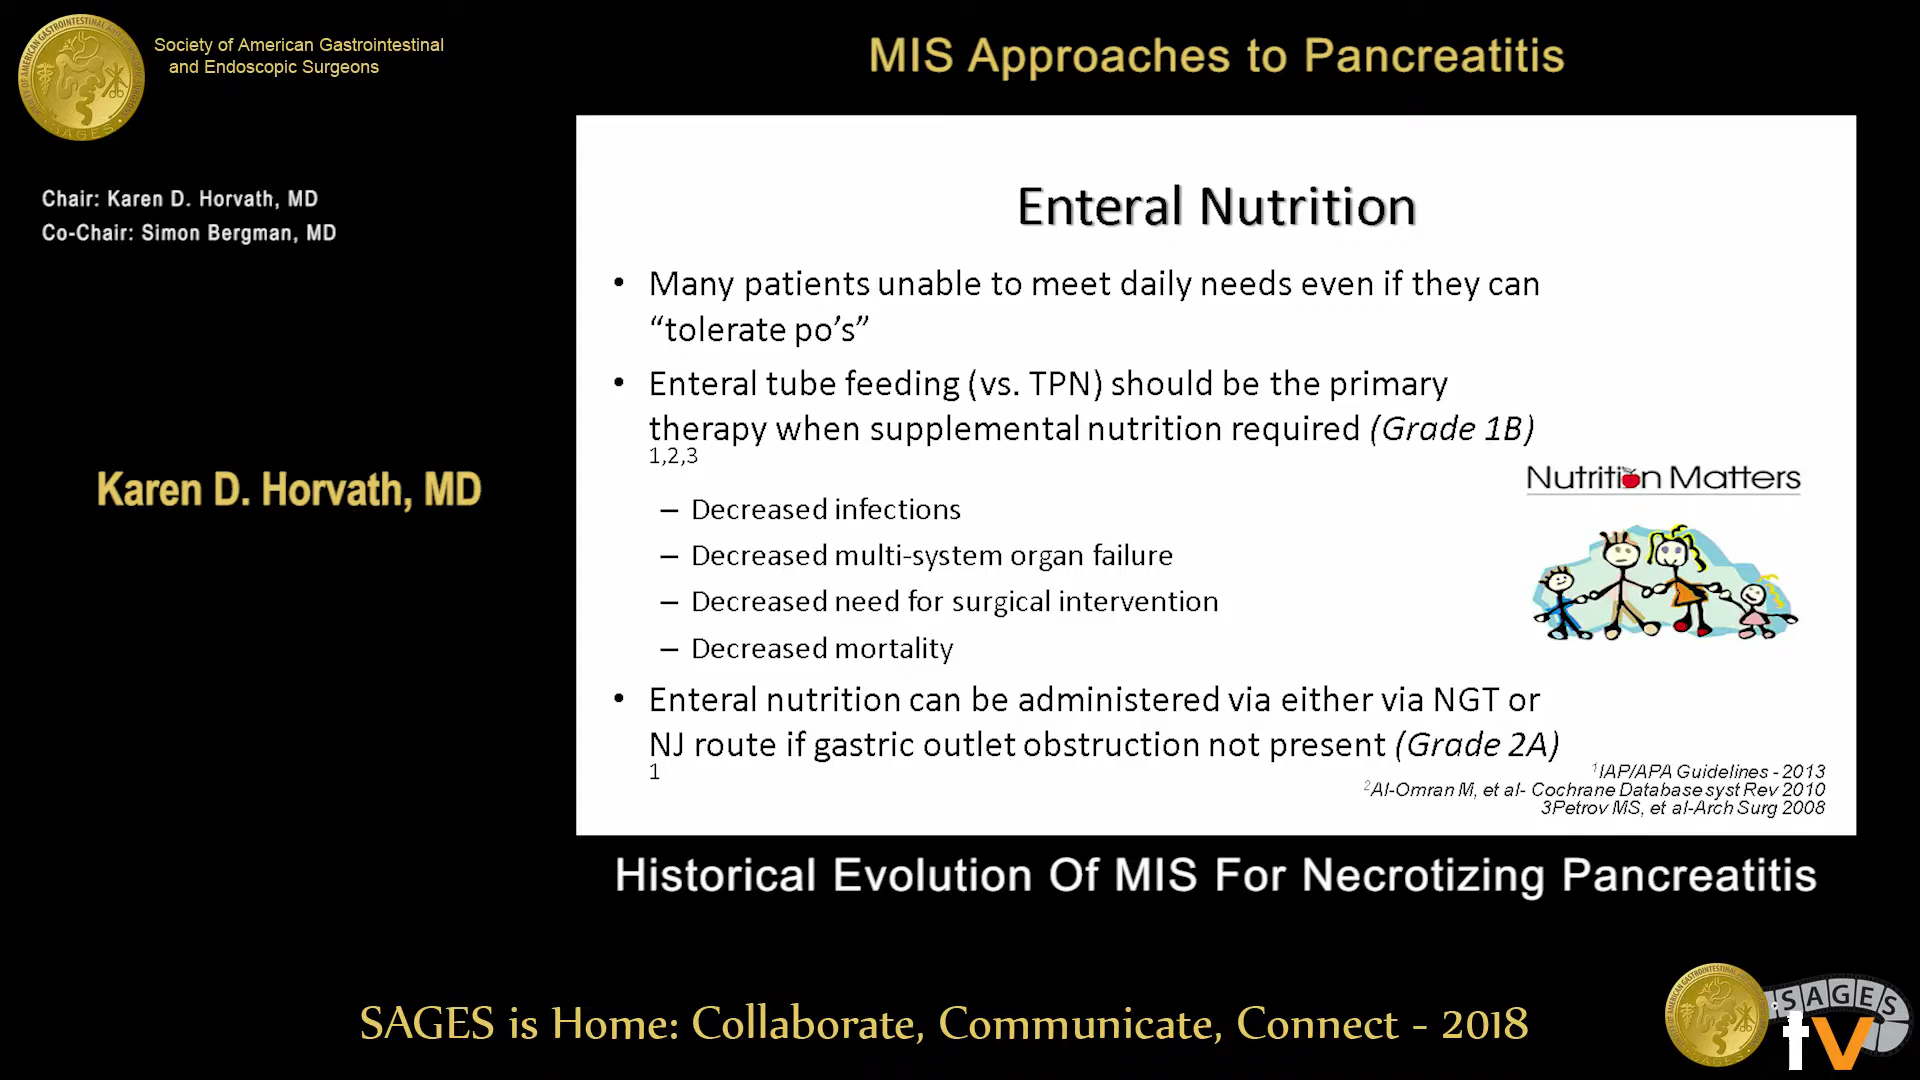 Society of American Gastrointestinal
and Endoscopic Surgeons
MIS Approaches to Pancreatitis
SAGES
Chair: Karen D. Horvath, MD
Co-Chair: Simon Bergman, MD
Karen D. Horvath, MD
Enteral Nutrition
• Many patients unable to meet daily needs even if they can
“tolerate po’s”
• Enteral tube feeding (vs. TPN) should be the primary
therapy when supplemental nutrition required (Grade 1B)
1,2,3
– Decreased infections
– Decreased multi-system organ failure
– Decreased need for surgical intervention
– Decreased mortality
Nutrition Matters
• Enteral nutrition can be administered via either via NGT or
NJ route if gastric outlet obstruction not present (Grade 2A)
1
1IAP/APA Guidelines - 2013
2Al-Omran M, et al- Cochrane Database syst Rev 2010
3Petrov MS, et al-Arch Surg 2008
Historical Evolution Of MIS For Necrotizing Pancreatitis
SAGES is Home: Collaborate, Communicate, Connect - 2018
SAGES
tv